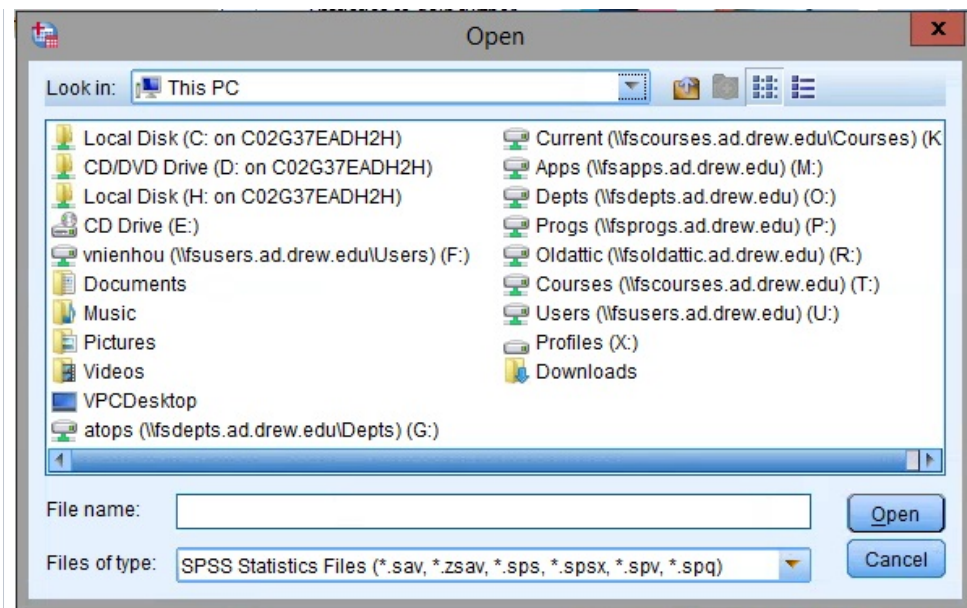 Open
Look in: This PC
Local Disk (C: on C02G37EADH2H)
CD/DVD Drive (D: on C02G37EADH2H)
Local Disk (H: on C02G37EADH2H)
CD Drive (E:)
vnienhou (\\fsusers.ad.drew.edu\Users) (F:)
Documents
Music
Pictures
Videos
VPCDesktop
atops (\\fsdepts.ad.drew.edu\Depts) (G:)
Current (\\fscourses.ad.drew.edu\Courses) (K
Apps (\\fsapps.ad.drew.edu) (M:)
Depts (\\fsdepts.ad.drew.edu) (O:)
Progs (\\fsprogs.ad.drew.edu) (P:)
Oldattic (\\fsoldattic.ad.drew.edu) (R:)
Courses (\\fscourses.ad.drew.edu) (T:)
Users (\\fsusers.ad.drew.edu) (U:)
Profiles (X:)
Downloads
File name:
Open
Files of type: SPSS Statistics Files (*.sav, *.zsav, *.sps, *.spsx, *.spv, *.spq)
Cancel